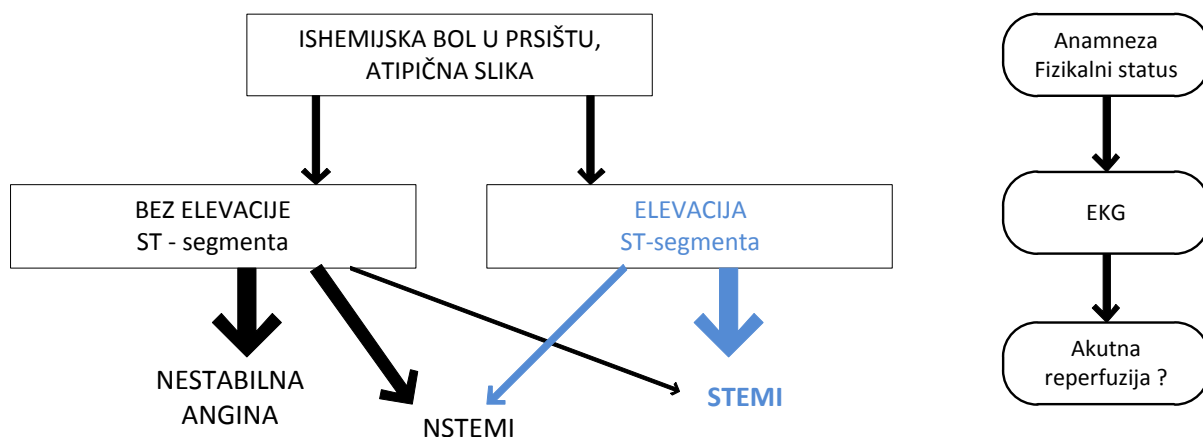 ISHEMIJSKA BOL U PRSIŠTU,
ATIPIČNA SLIKA
Anamneza
Fizikalni status
BEZ ELEVACIJE
ST - segmenta
ELEVACIJA
ST-segmenta
EKG
NESTABILNA
ANGINA
NSTEMI
STEMI
Akutna
reperfuzija ?